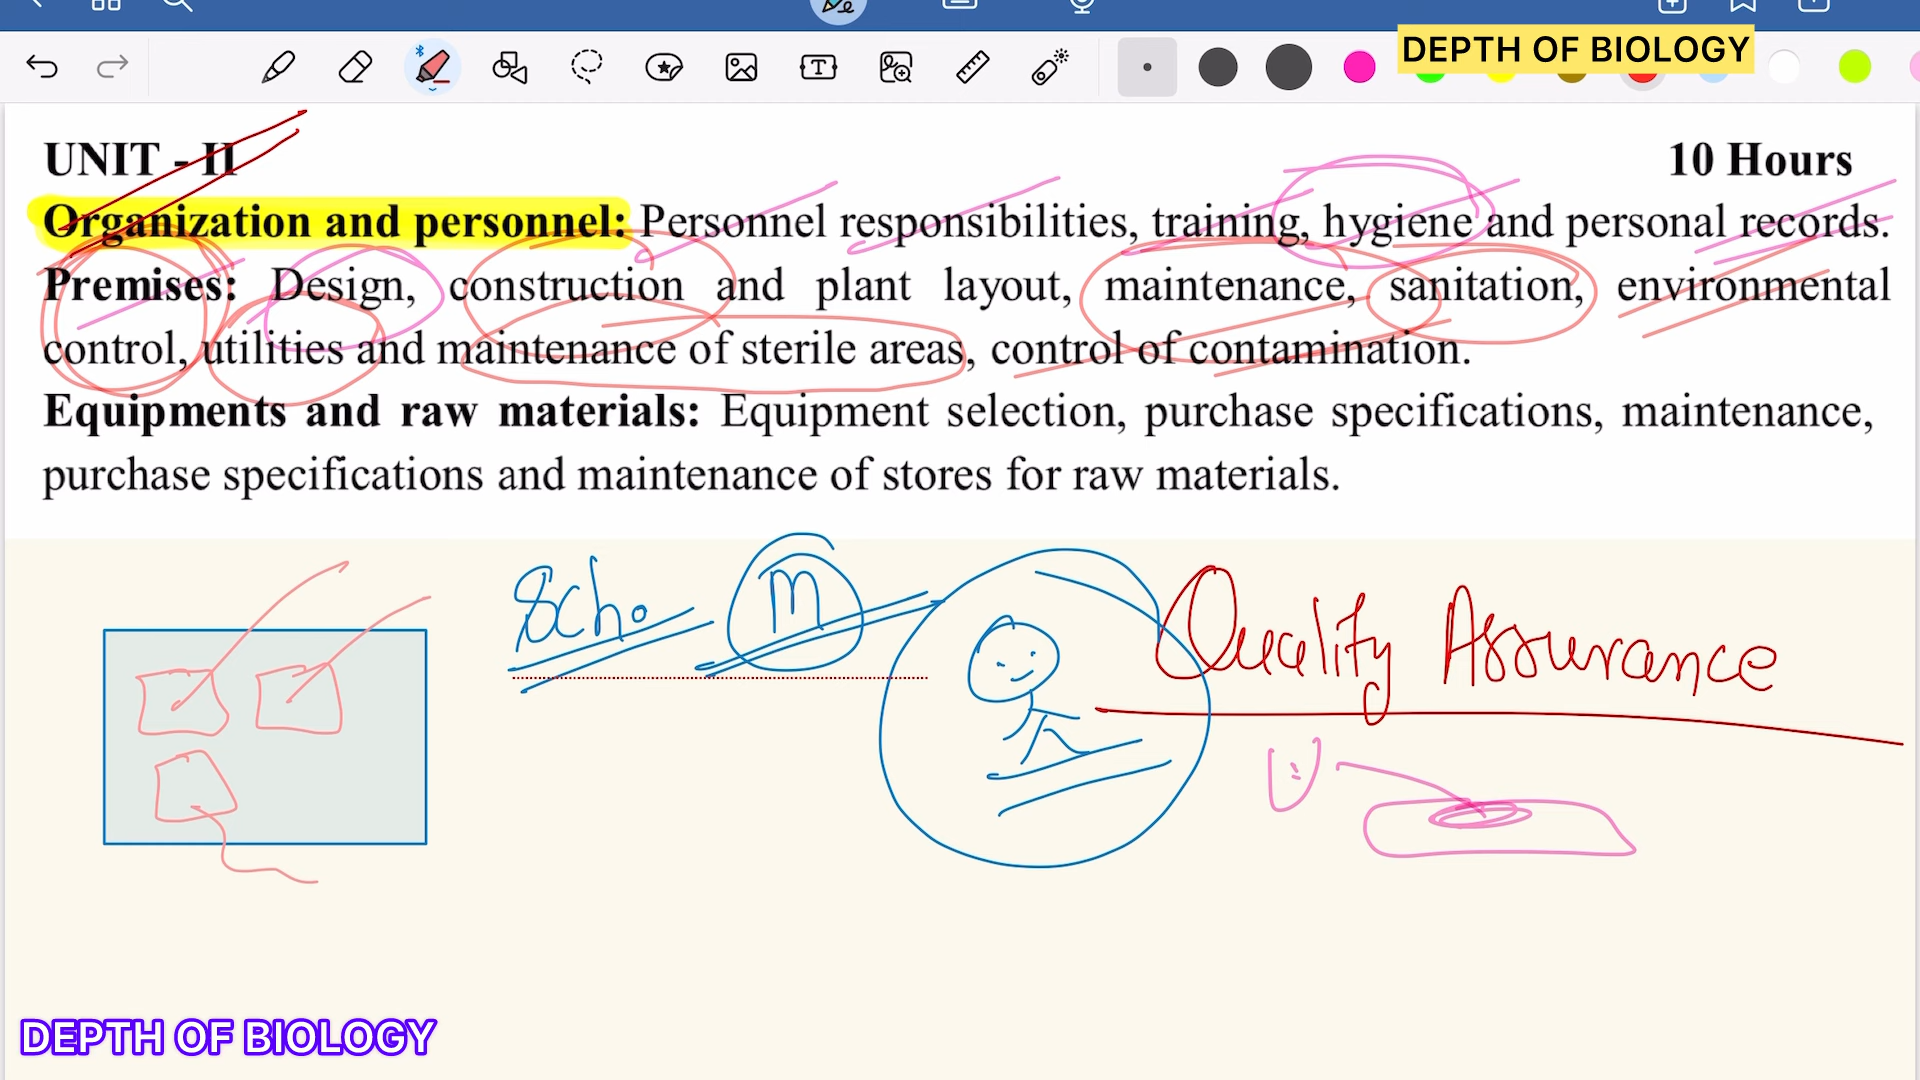 DEPTH OF BIOLOGY
UNIT - II 10 Hours
Organization and personnel: Personnel responsibilities, training, hygiene and personal records.
Premises: Design, construction and plant layout, maintenance, sanitation, environmental
control, utilities and maintenance of sterile areas, control of contamination.
Equipments and raw materials: Equipment selection, purchase specifications, maintenance,
purchase specifications and maintenance of stores for raw materials.
Scho M
Quality Assurance
DEPTH OF BIOLOGY